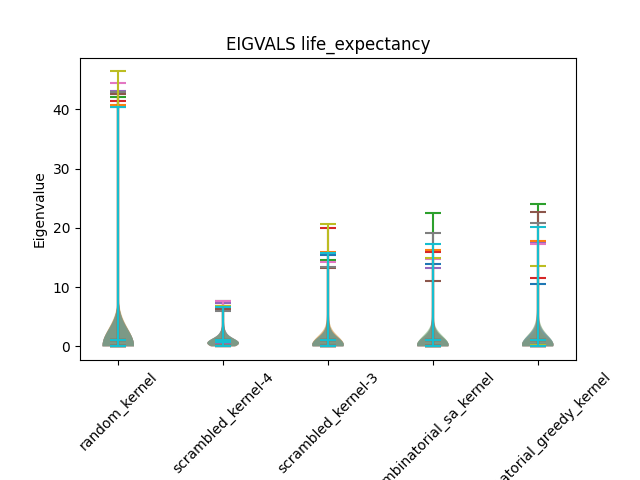 EIGVALS life_expectancy
Eigenvalue
40
30
20
10
0
random_kernel
scrambled_kernel-4
scrambled_kernel-3
mbinatorial_sa_kernel
atorial_greedy_kernel